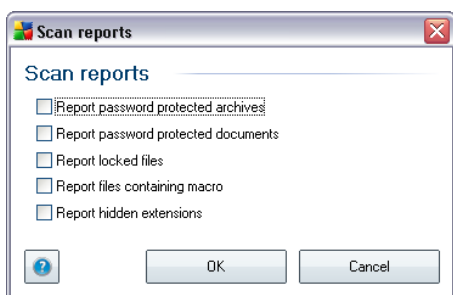 Scan reports
Scan reports
Report password protected archives
Report password protected documents
Report locked files
Report files containing macro
Report hidden extensions
?
OK
Cancel